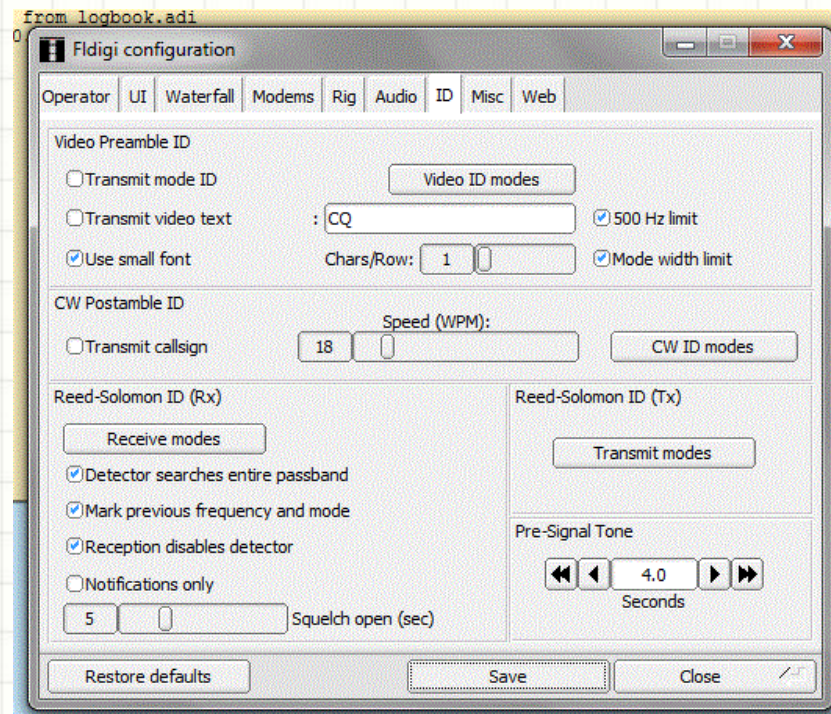 from logbook.adi
0
Fldigi configuration
Operator UI Waterfall Modems Rig Audio ID Misc Web
Video Preamble ID
Transmit mode ID Video ID modes
Transmit video text : CQ 500 Hz limit
Use small font Chars/Row: 1 Mode width limit
CW Postamble ID
Speed (WPM):
Transmit callsign 18 CW ID modes
Reed-Solomon ID (Rx)
Receive modes
Detector searches entire passband
Mark previous frequency and mode
Reception disables detector
Notifications only
5 Squelch open (sec)
Reed-Solomon ID (Tx)
Transmit modes
Pre-Signal Tone
4.0
Seconds
Restore defaults Save Close